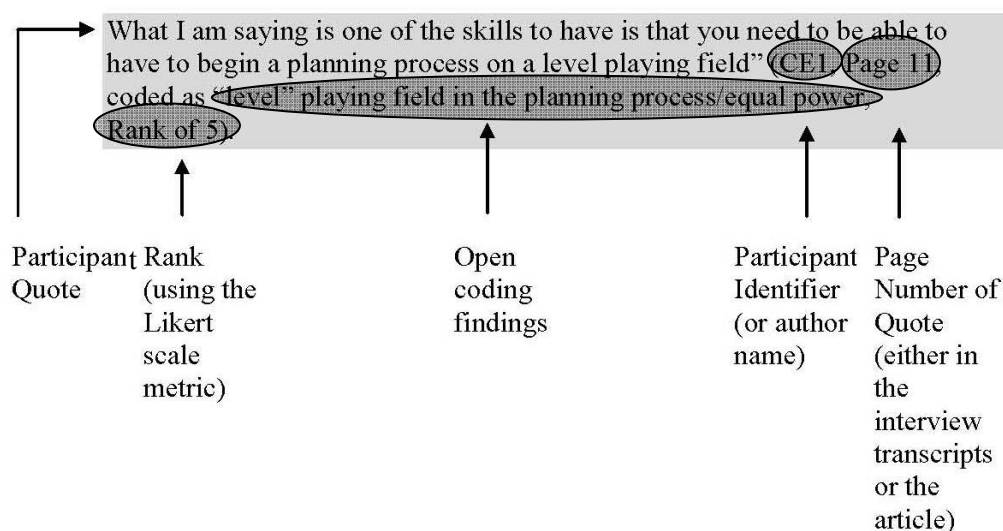 What I am saying is one of the skills to have is that you need to be able to
have to begin a planning process on a level playing field” (CE1, Page 11,
coded as “level” playing field in the planning process/equal power,
Rank of 5).
Participant
Quote
Rank
(using the
Likert
scale
metric)
Open
coding
findings
Participant
Identifier
(or author
name)
Page
Number of
Quote
(either in
the
interview
transcripts
or the
article)